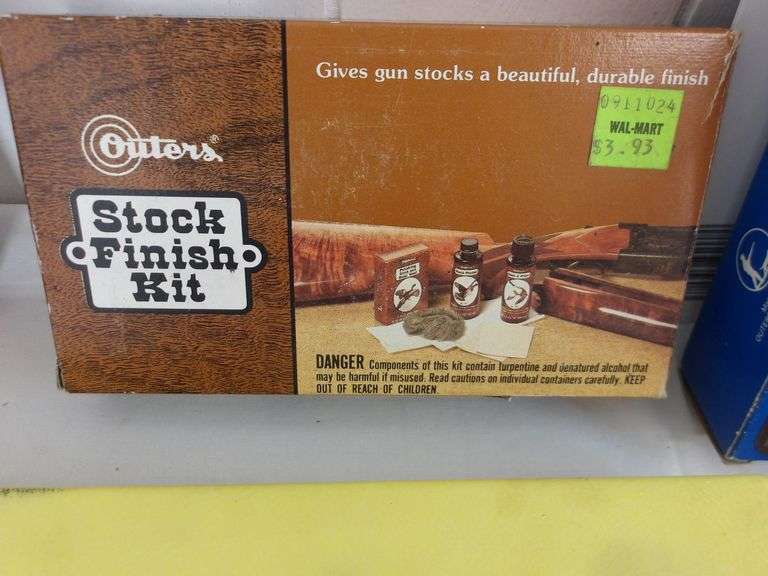 Gives gun stocks a beautiful, durable finish
0911024
WAL-MART
$3.93
Outers
Stock
Finish
Kit
DANGER Components of this kit contain turpentine and denatured alcohol that
may be harmful if misused. Read cautions on individual containers carefully. KEEP
OUT OF REACH OF CHILDREN.